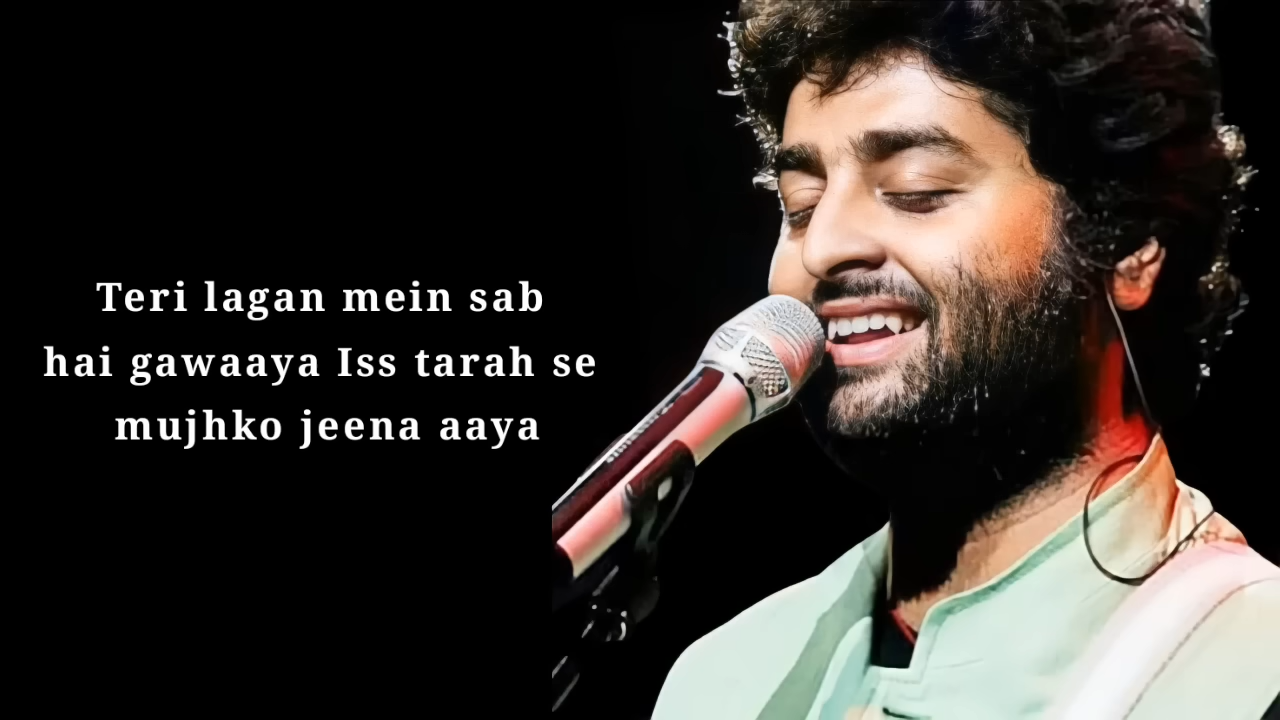 Teri lagan mein sab
hai gawaaya Iss tarah se
mujhko jeena aaya